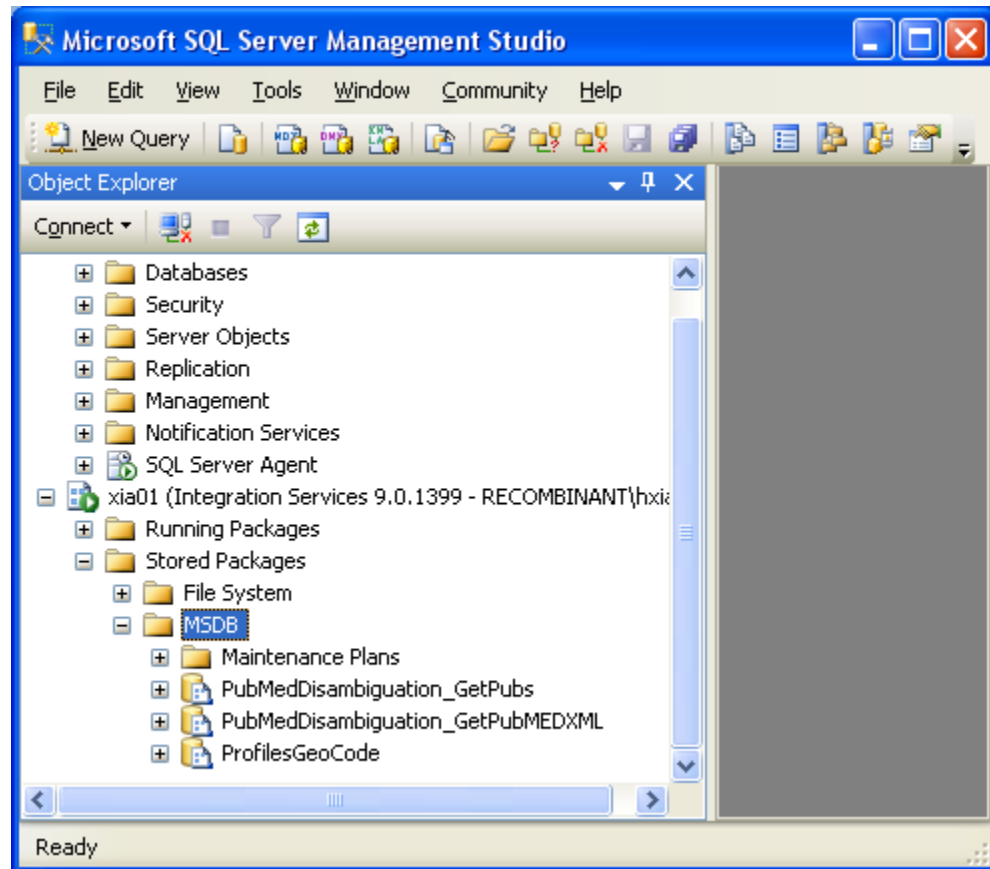 Microsoft SQL Server Management Studio
File Edit View Tools Window Community Help
New Query
Object Explorer
Connect
Databases
Security
Server Objects
Replication
Management
Notification Services
SQL Server Agent
xia01 (Integration Services 9.0.1399 - RECOMBINANT\hxia
Running Packages
Stored Packages
File System
MSDB
Maintenance Plans
PubMedDisambiguation_GetPubs
PubMedDisambiguation_GetPubMEDXML
ProfilesGeoCode
Ready